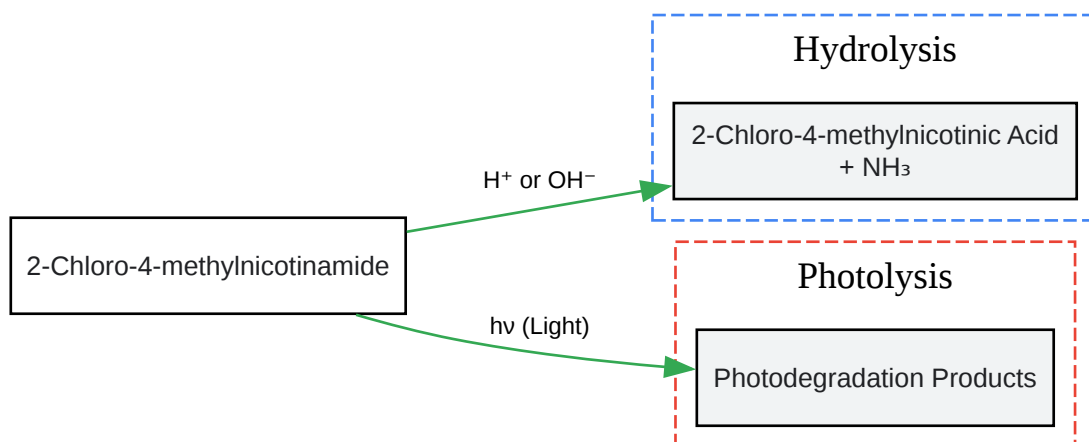 Hydrolysis
2-Chloro-4-methylnicotinic Acid
+ NH₃
H⁺ or OH⁻
2-Chloro-4-methylnicotinamide
Photolysis
hν (Light)
Photodegradation Products